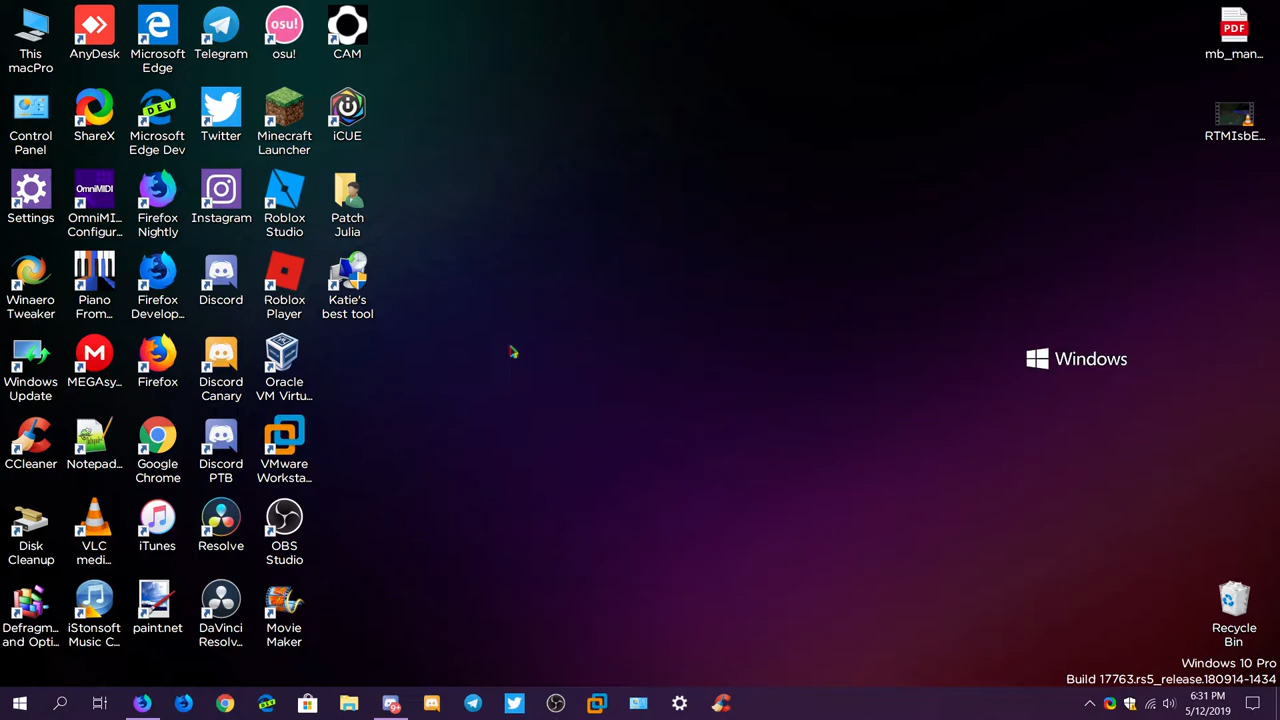 This
macPro
AnyDesk
Microsoft
Edge
Telegram
osu!
osu!
CAM
PDF
mb_man...
Control
Panel
ShareX
DEV
Microsoft
Edge Dev
Twitter
Minecraft
Launcher
iCUE
RTMIsbE...
Settings
OmniMIDI
OmniMI...
Configur...
Firefox
Nightly
Instagram
Roblox
Studio
Patch
Julia
Winaero
Tweaker
Piano
From...
Firefox
Develop...
Discord
Roblox
Player
Katie's
best tool
Windows
Windows
Update
MEGAsy...
Firefox
Discord
Canary
Oracle
VM Virtu...
CCleaner
Notepad...
Google
Chrome
Discord
PTB
VMware
Worksta...
Disk
Cleanup
VLC
medi...
iTunes
Resolve
OBS
Studio
Defragm...
and Opti...
iStonsoft
Music C...
paint.net
DaVinci
Resolv...
Movie
Maker
Recycle
Bin
Windows 10 Pro
Build 17763.rs5_release.180914-1434
9+
6:31 PM
5/12/2019